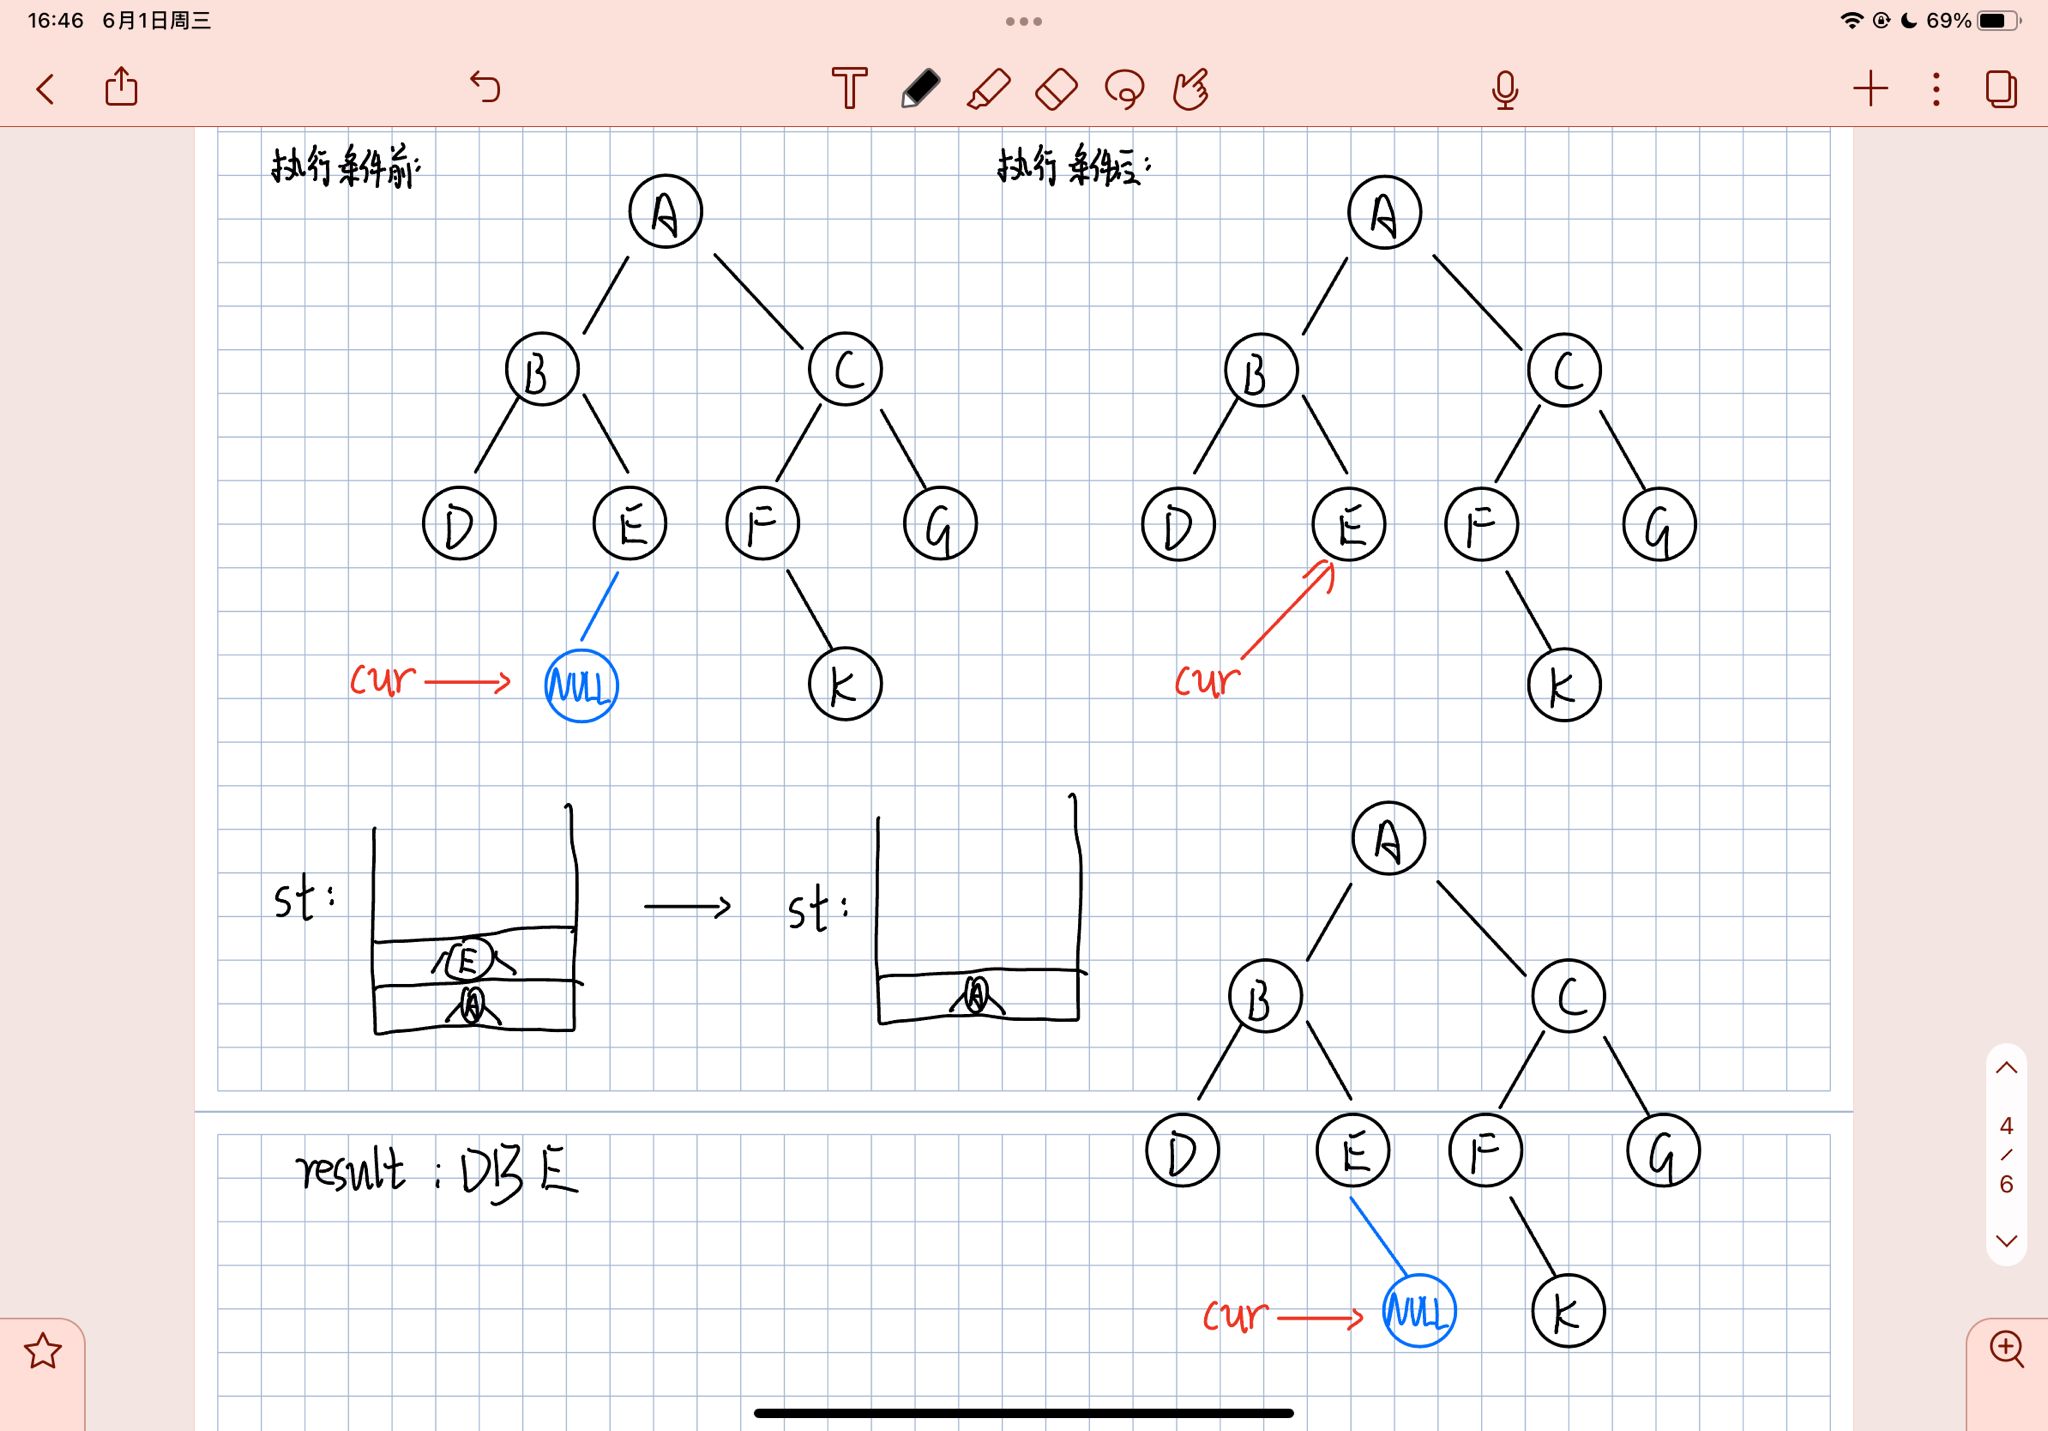 16:46 6月1日周三
69%
执行条件前:
执行条件后:
A
A
B
C
B
C
D
E
F
G
D
E
F
G
cur
NULL
K
cur
K
A
st:
E
A
st:
A
B
C
D
E
F
G
result : DBE
cur
NULL
K
4
/
6